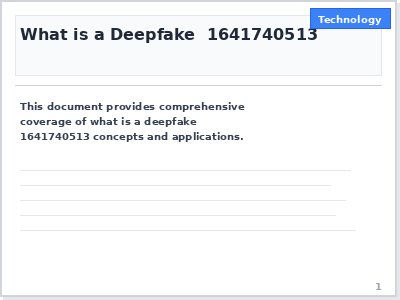 Technology
What is a Deepfake  1641740513
This document provides comprehensive
coverage of what is a deepfake
1641740513 concepts and applications.
1